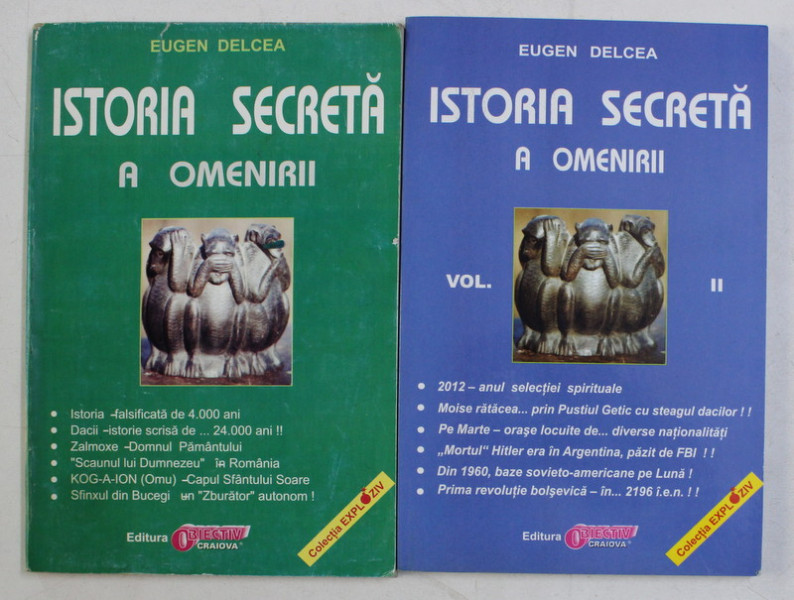 EUGEN DELCEA
ISTORIA SECRETĂ
A OMENIRII
Istoria -falsificată de 4.000 ani
Dacii -istorie scrisă de ... 24.000 ani !!
Zalmoxe -Domnul Pământului
"Scaunul lui Dumnezeu" în România
KOG-A-ION (Omu) -Capul Sfântului Soare
Sfinxul din Bucegi un "Zburător" autonom !
Editura OBIECTIV
CRAIOVA
Colecția EXPLOZIV
EUGEN DELCEA
ISTORIA SECRETĂ
A OMENIRII
VOL. II
2012 – anul selecției spirituale
Moise rătăcea... prin Pustiul Getic cu steagul dacilor ! !
Pe Marte – orașe locuite de... diverse naționalități
„Mortul“ Hitler era în Argentina, păzit de FBI ! !
Din 1960, baze sovieto-americane pe Lună !
Prima revoluție bolșevică – în... 2196 î.e.n. ! !
Editura OBIECTIV
CRAIOVA
Colecția EXPLOZIV